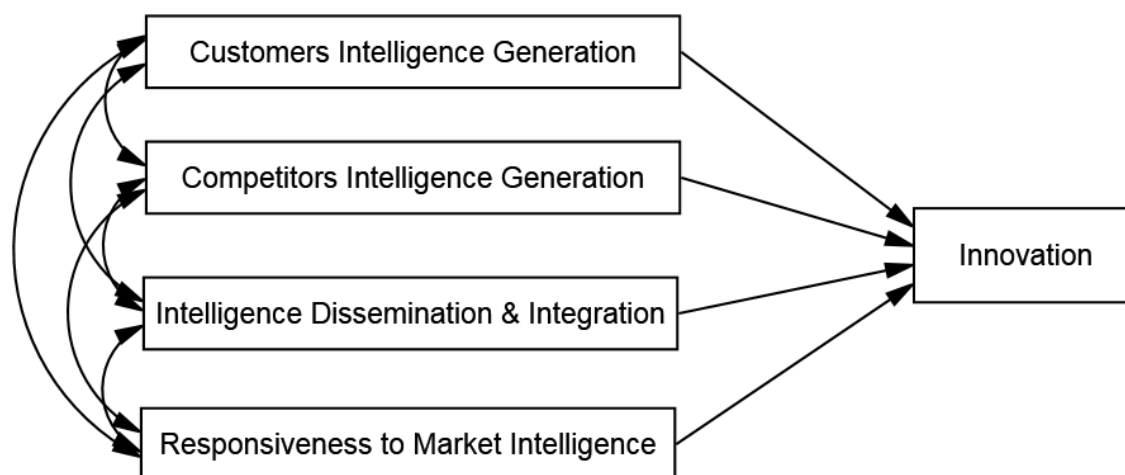 Customers Intelligence Generation
Competitors Intelligence Generation
Innovation
Intelligence Dissemination & Integration
Responsiveness to Market Intelligence